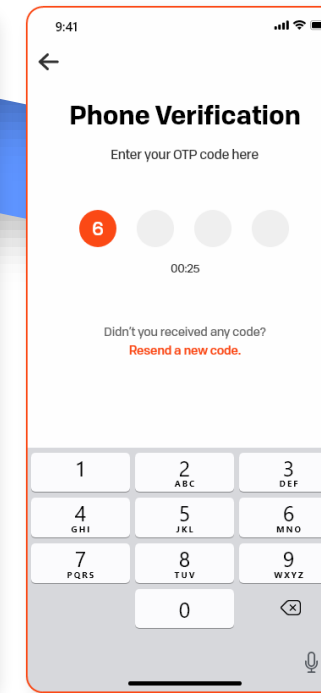 9:41
Phone Verification
Enter your OTP code here
6
00:25
Didn't you received any code?
Resend a new code.
1
2
ABC
3
DEF
4
GHI
5
JKL
6
MNO
7
PQRS
8
TUV
9
WXYZ
0